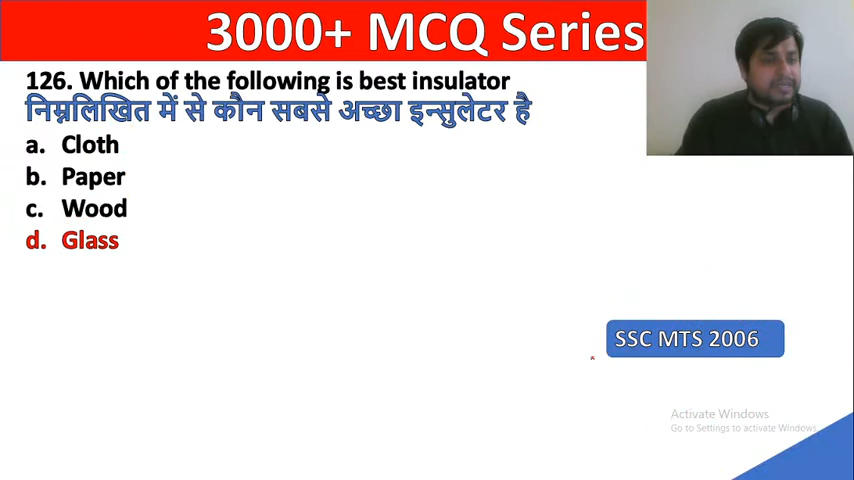 3000+ MCQ Series
126. Which of the following is best insulator
निम्नलिखित में से कौन सबसे अच्छा इन्सुलेटर है
a. Cloth
b. Paper
c. Wood
d. Glass
SSC MTS 2006
Activate Windows
Go to Settings to activate Windows.